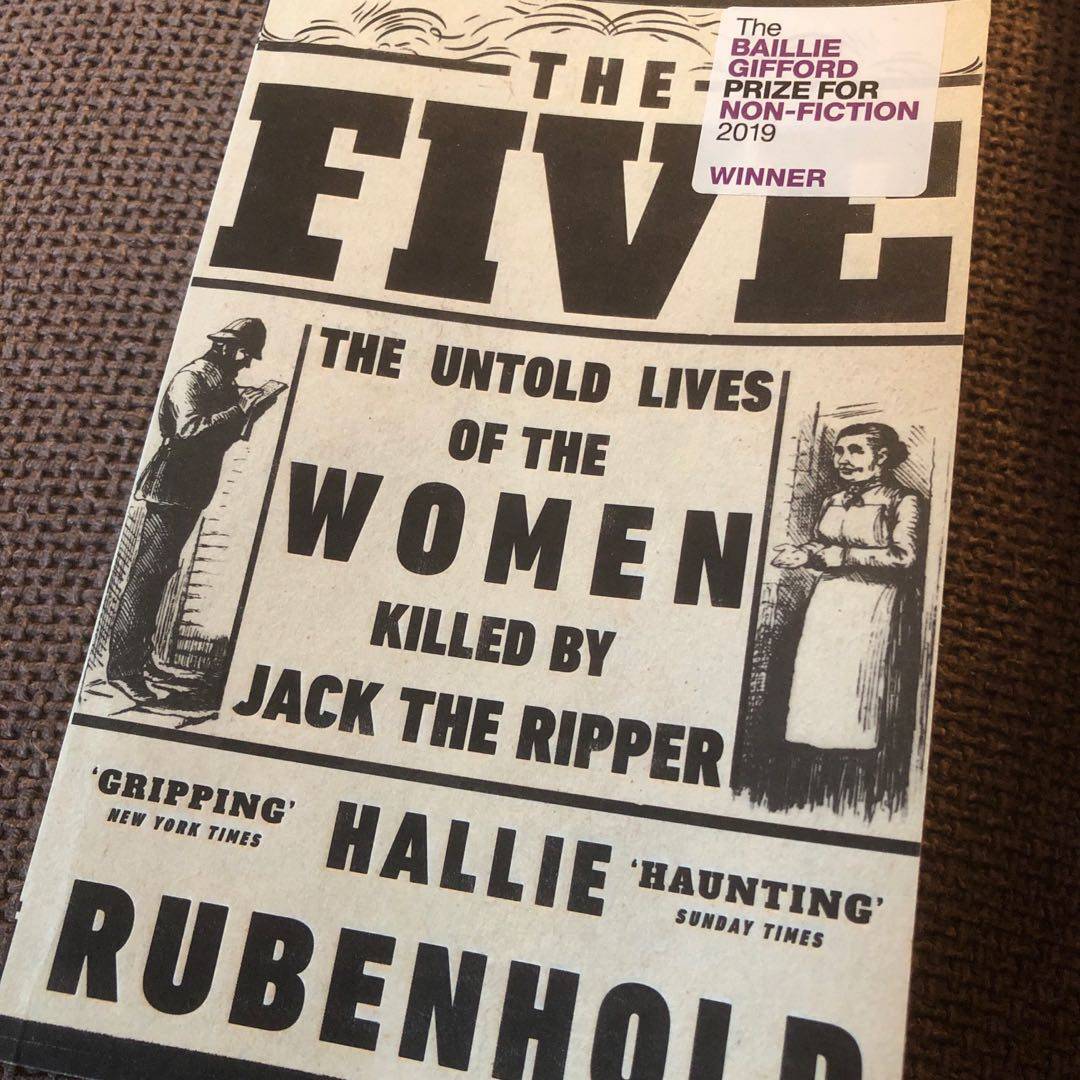 The
BAILLIE
GIFFORD
PRIZE FOR
NON-FICTION
2019
WINNER
THE
FIVE
THE UNTOLD LIVES
OF THE
WOMEN
KILLED BY
JACK THE RIPPER
'GRIPPING'
NEW YORK TIMES
HALLIE
'HAUNTING'
SUNDAY TIMES
RUBENHOLD